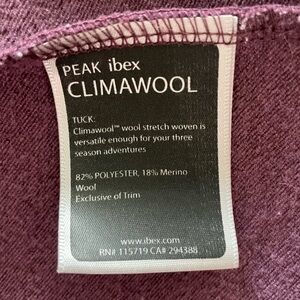 PEAK ibex
CLIMAWOOL
TUCK:
Climawool™ wool stretch woven is
versatile enough for your three
season adventures
82% POLYESTER, 18% Merino
Wool
Exclusive of Trim
www.ibex.com
RN# 115719 CA# 294388